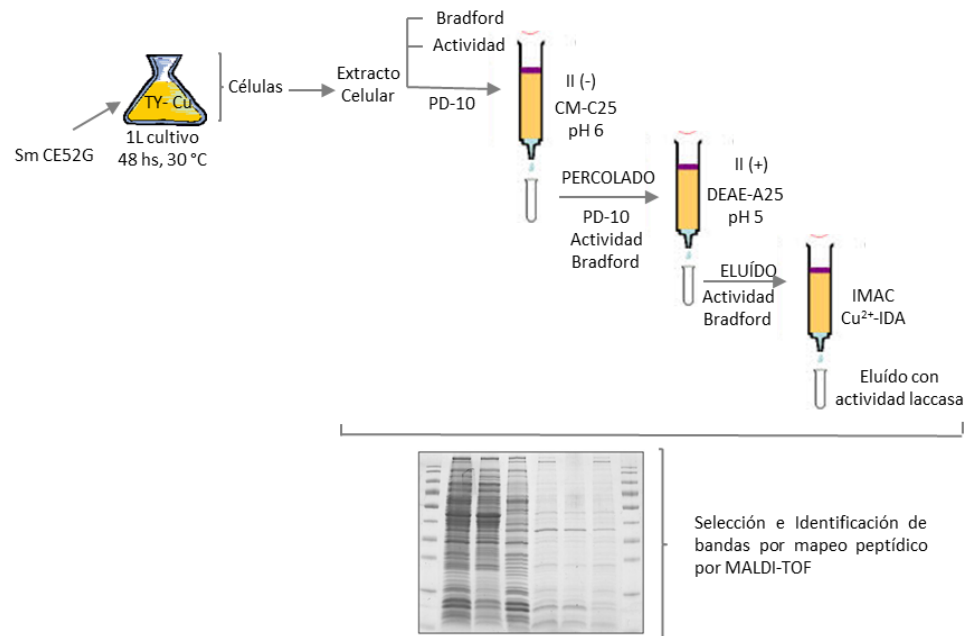 Sm CE52G
TY- Cu
1L cultivo
48 hs, 30 °C
Células
Extracto
Celular
Bradford
Actividad
PD-10
II (-)
CM-C25
pH 6
PERCOLADO
PD-10
Actividad
Bradford
II (+)
DEAE-A25
pH 5
ELUÍDO
Actividad
Bradford
IMAC
Cu²⁺-IDA
Eluído con
actividad laccasa
Selección e Identificación de
bandas por mapeo peptídico
por MALDI-TOF